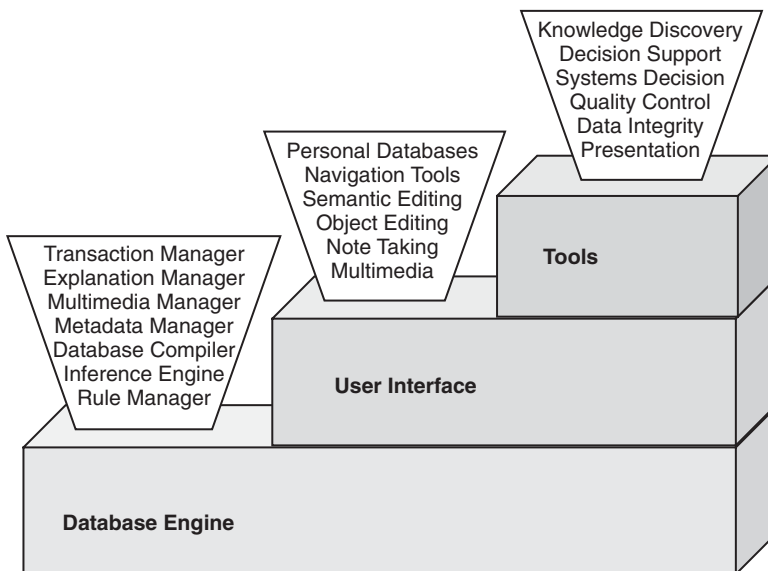 Knowledge Discovery
Decision Support
Systems Decision
Quality Control
Data Integrity
Presentation
Tools
Personal Databases
Navigation Tools
Semantic Editing
Object Editing
Note Taking
Multimedia
User Interface
Transaction Manager
Explanation Manager
Multimedia Manager
Metadata Manager
Database Compiler
Inference Engine
Rule Manager
Database Engine